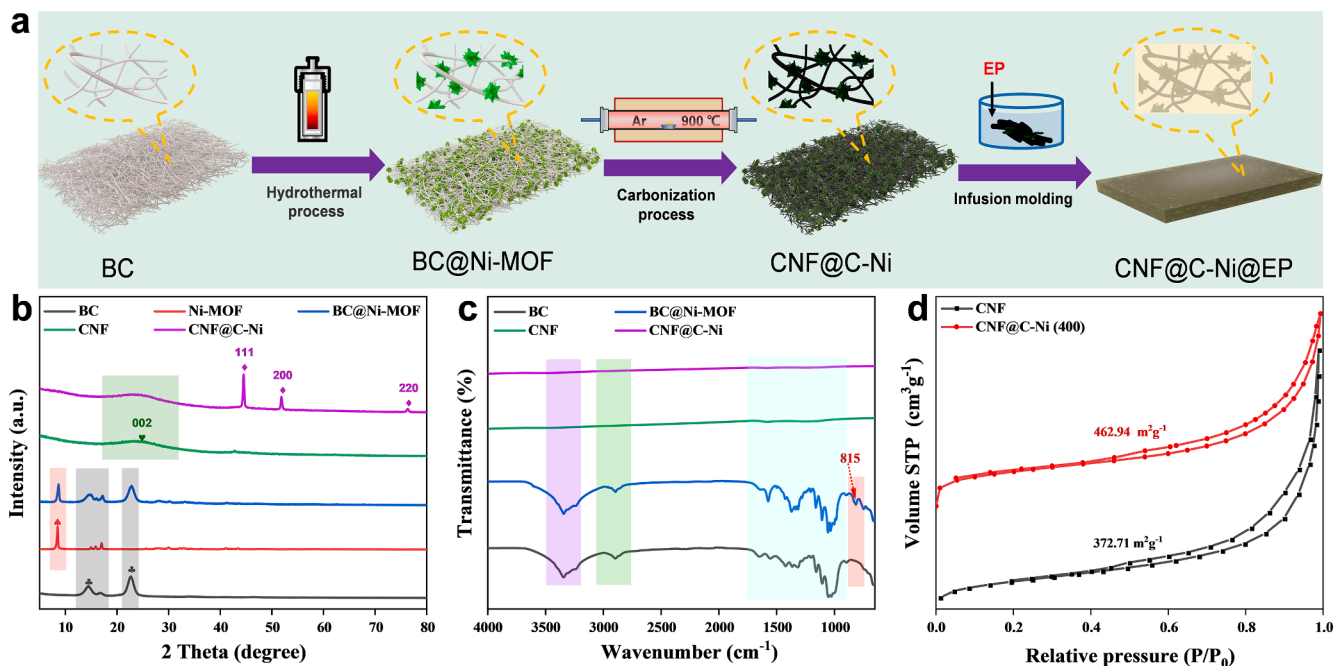 a
EP
Ar 900 ℃
Hydrothermal
process
Carbonization
process
Infusion molding
BC
BC@Ni-MOF
CNF@C-Ni
CNF@C-Ni@EP
b
BC
Ni-MOF
BC@Ni-MOF
CNF
CNF@C-Ni
111
200
220
002
Intensity (a.u.)
10 20 30 40 50 60 70 80
2 Theta (degree)
c
BC
BC@Ni-MOF
CNF
CNF@C-Ni
815
Transmittance (%)
4000 3500 3000 2500 2000 1500 1000
Wavenumber (cm⁻¹)
d
CNF
CNF@C-Ni (400)
462.94 m²g⁻¹
372.71 m²g⁻¹
Volume STP (cm³g⁻¹)
0.0 0.2 0.4 0.6 0.8 1.0
Relative pressure (P/P₀)